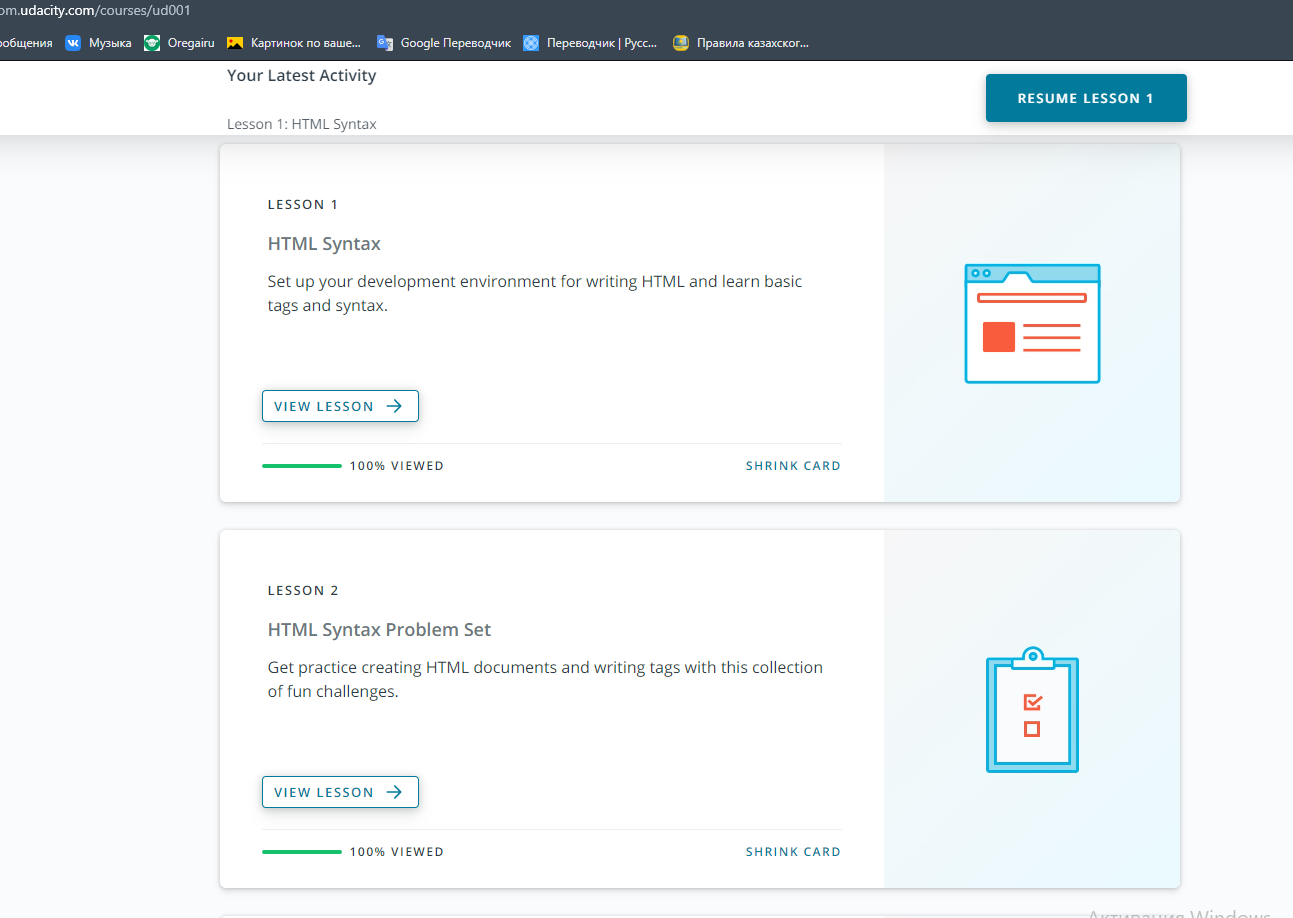 om.udacity.com/courses/ud001
ообщения Музыка Oregairu Картинок по ваше... Google Переводчик Переводчик | Русс... Правила казахског...
Your Latest Activity
RESUME LESSON 1
Lesson 1: HTML Syntax
LESSON 1
HTML Syntax
Set up your development environment for writing HTML and learn basic
tags and syntax.
VIEW LESSON
100% VIEWED SHRINK CARD
LESSON 2
HTML Syntax Problem Set
Get practice creating HTML documents and writing tags with this collection
of fun challenges.
VIEW LESSON
100% VIEWED SHRINK CARD
Активация Windows